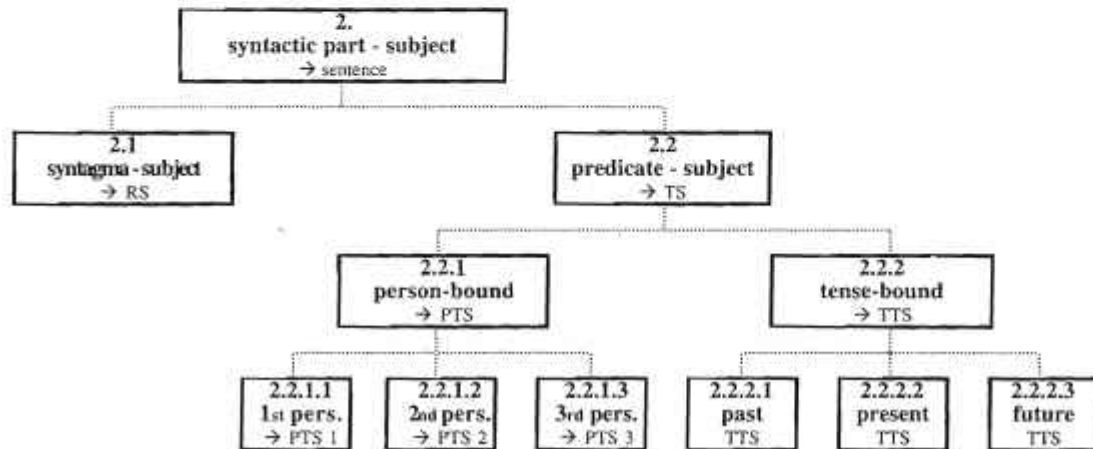 2.
syntactic part - subject
→ sentence
2.1
syntagma-subject
→ RS
2.2
predicate - subject
→ TS
2.2.1
person-bound
→ PTS
2.2.2
tense-bound
→ TTS
2.2.1.1
1st pers.
→ PTS 1
2.2.1.2
2nd pers.
→ PTS 2
2.2.1.3
3rd pers.
→ PTS 3
2.2.2.1
past
TTS
2.2.2.2
present
TTS
2.2.2.3
future
TTS